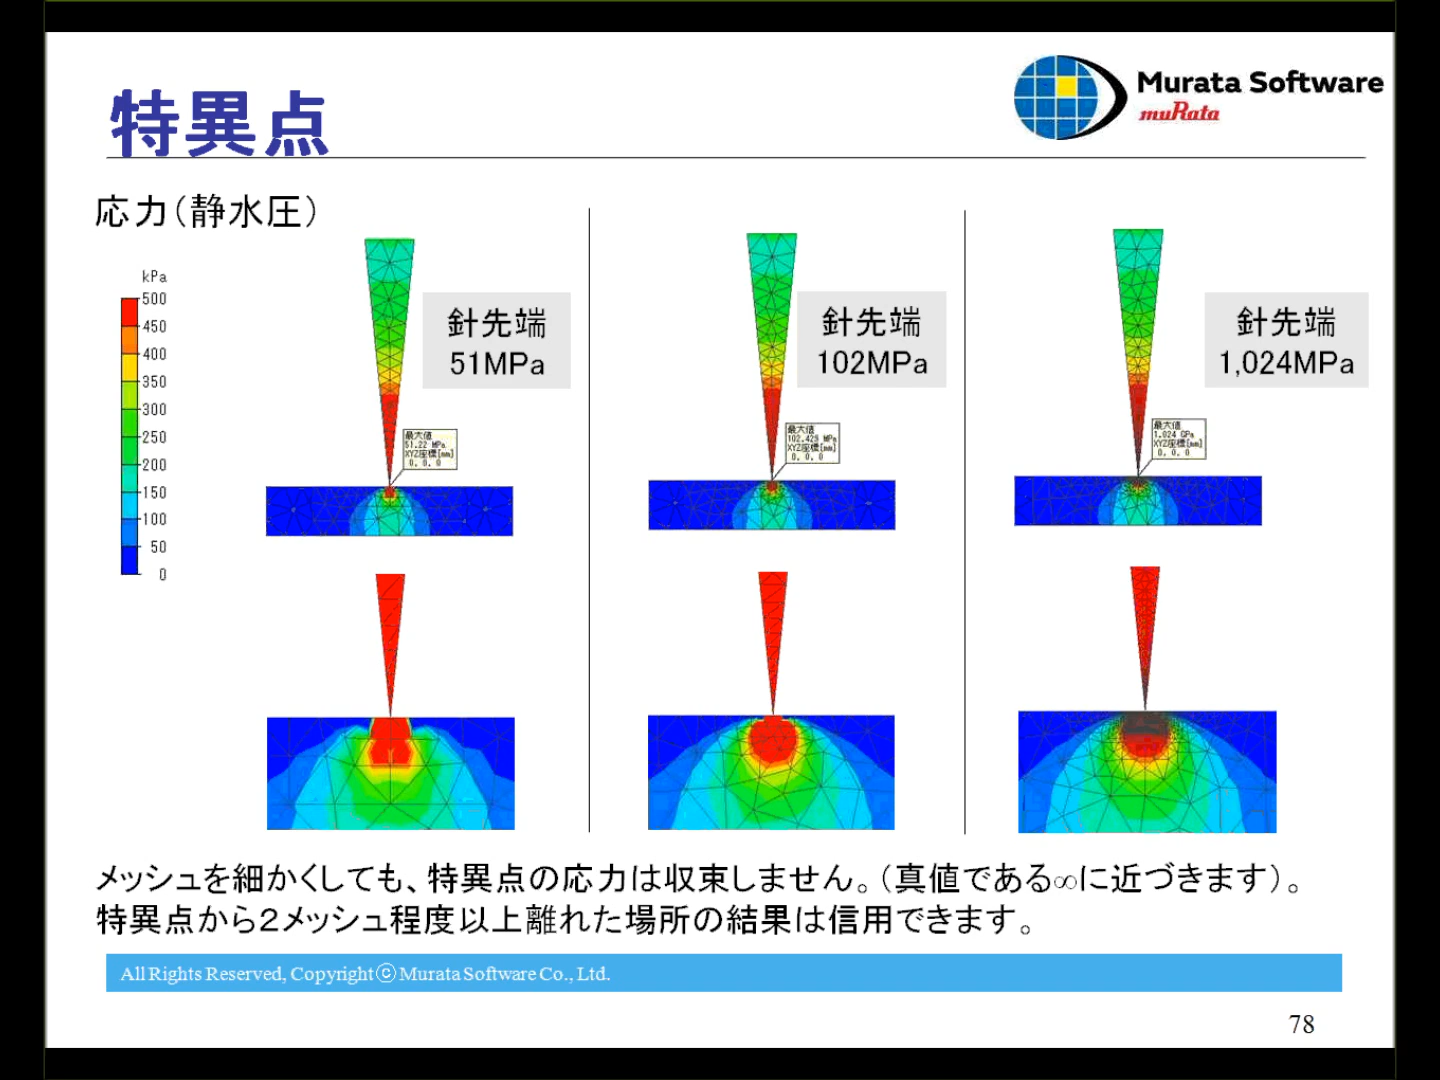 特異点
Murata Software
muRata
応力(静水圧)
kPa
500
450
400
350
300
250
200
150
100
50
0
針先端
51MPa
最大値
51.22 MPa
XYZ座標[mm]
0, 0, 0
針先端
102MPa
最大値
102.423 MPa
XYZ座標[mm]
0, 0, 0
針先端
1,024MPa
最大値
1.024 GPa
XYZ座標[mm]
0, 0, 0
メッシュを細かくしても、特異点の応力は収束しません。(真値である∞に近づきます)。
特異点から2メッシュ程度以上離れた場所の結果は信用できます。
All Rights Reserved, Copyright ⓒ Murata Software Co., Ltd.
78